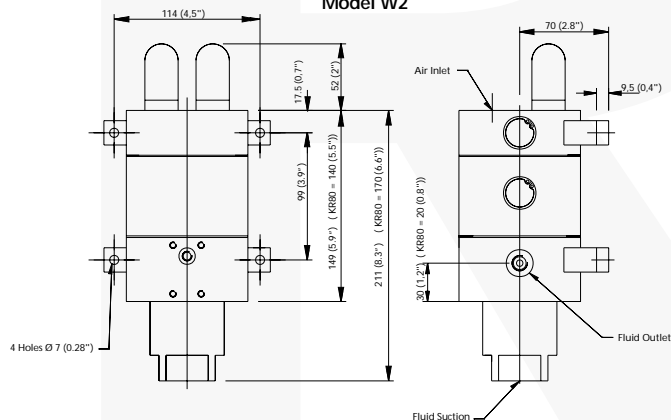 Model W2
114 (4,5")
17.5 (0,7")
52 (2")
99 (3.9")
149 (5.9") ( KR80 = 140 (5.5"))
211 (8.3") ( KR80 = 170 (6.6"))
4 Holes Ø 7 (0.28")
70 (2.8")
Air Inlet
9,5 (0,4")
30 (1,2") ( KR80 = 20 (0.8"))
Fluid Outlet
Fluid Suction